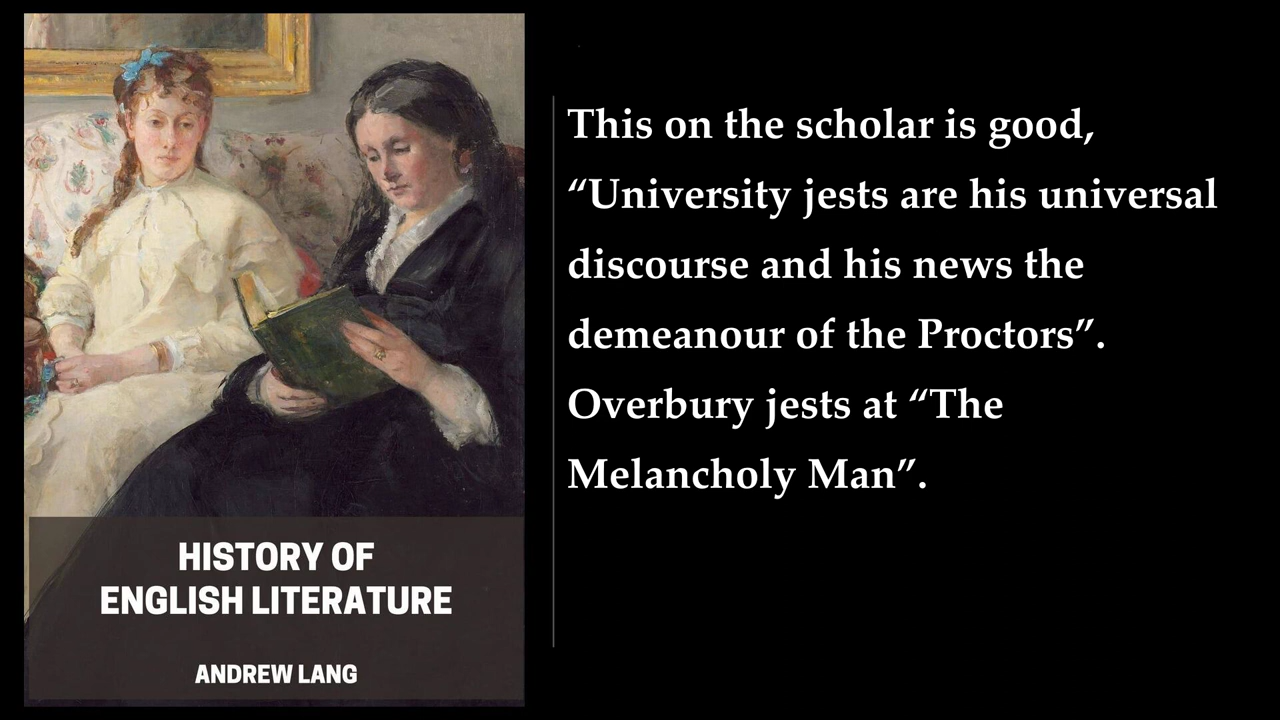 HISTORY OF
ENGLISH LITERATURE
ANDREW LANG
This on the scholar is good,
“University jests are his universal
discourse and his news the
demeanour of the Proctors”.
Overbury jests at “The
Melancholy Man”.